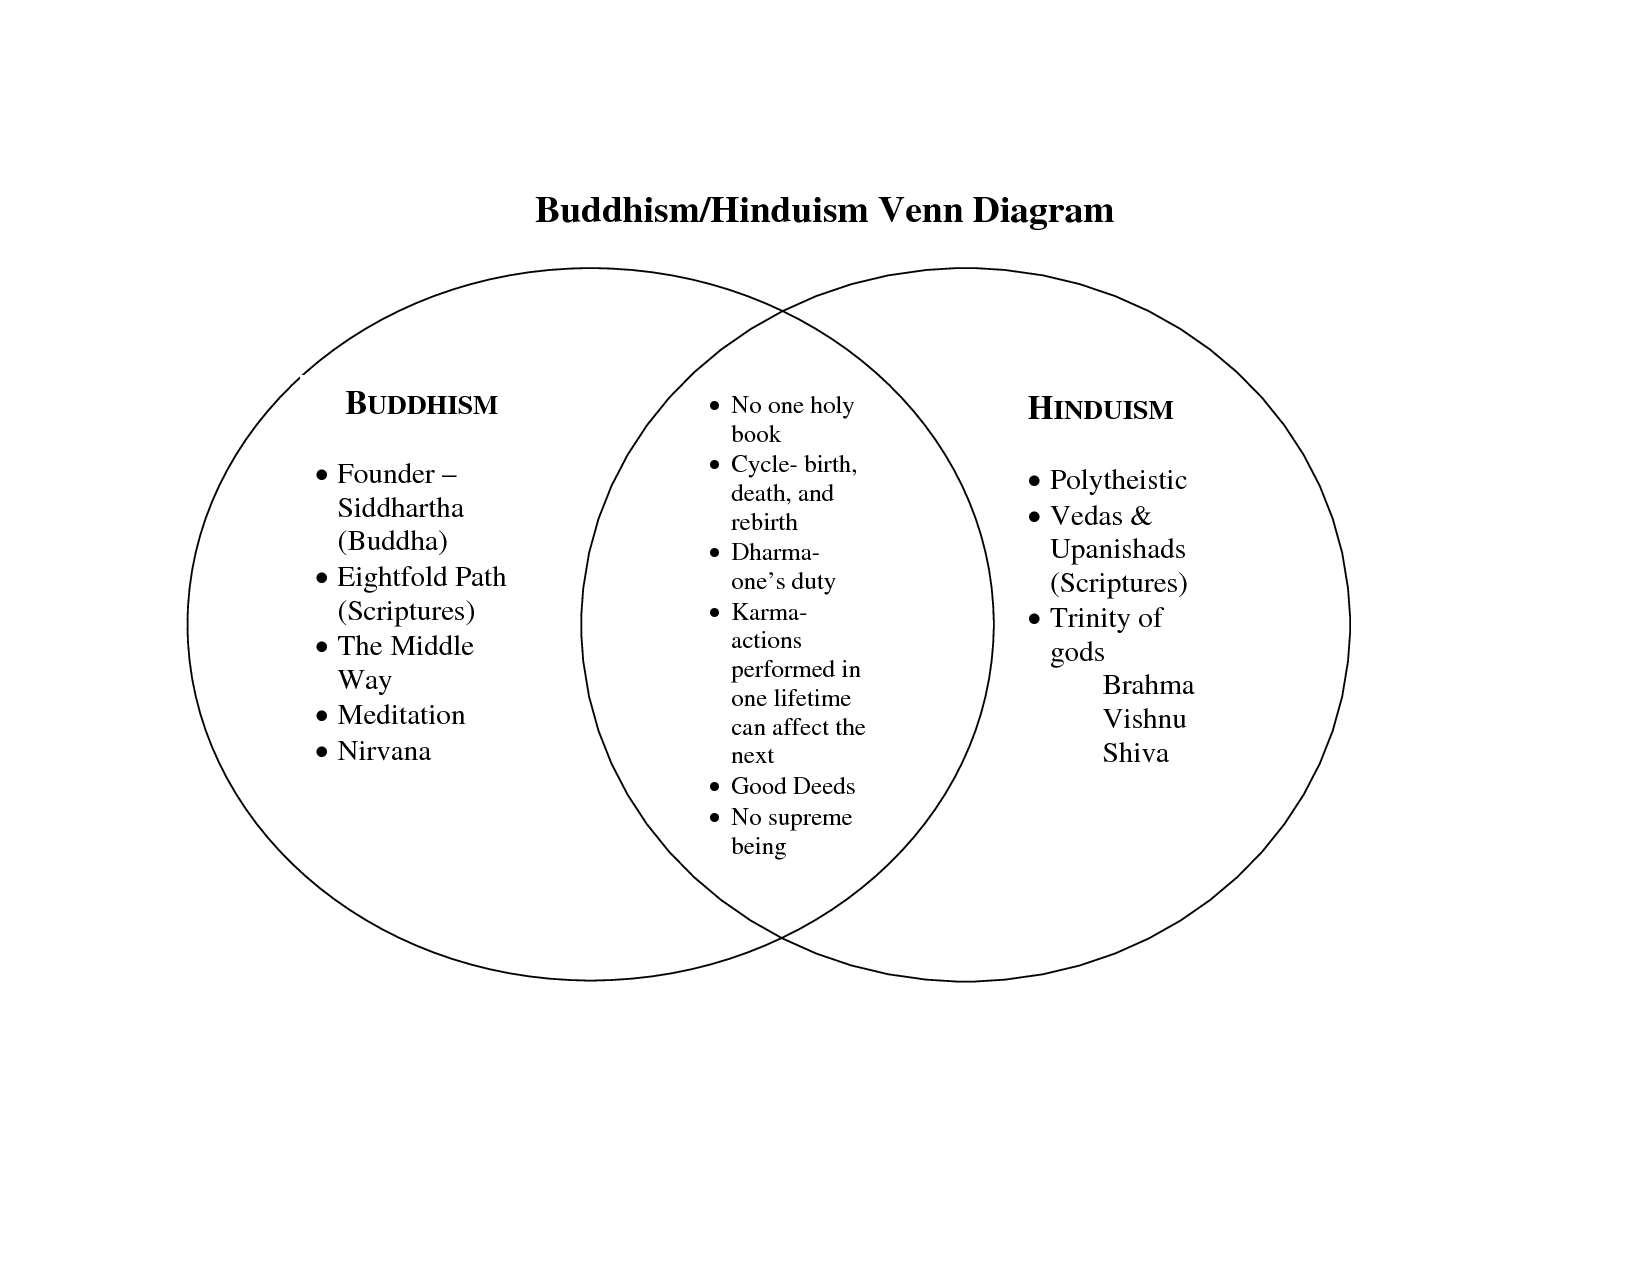 Buddhism/Hinduism Venn Diagram
BUDDHISM
• Founder –
Siddhartha
(Buddha)
• Eightfold Path
(Scriptures)
• The Middle
Way
• Meditation
• Nirvana
• No one holy
book
• Cycle- birth,
death, and
rebirth
• Dharma-
one’s duty
• Karma-
actions
performed in
one lifetime
can affect the
next
• Good Deeds
• No supreme
being
HINDUISM
• Polytheistic
• Vedas &
Upanishads
(Scriptures)
• Trinity of
gods
Brahma
Vishnu
Shiva